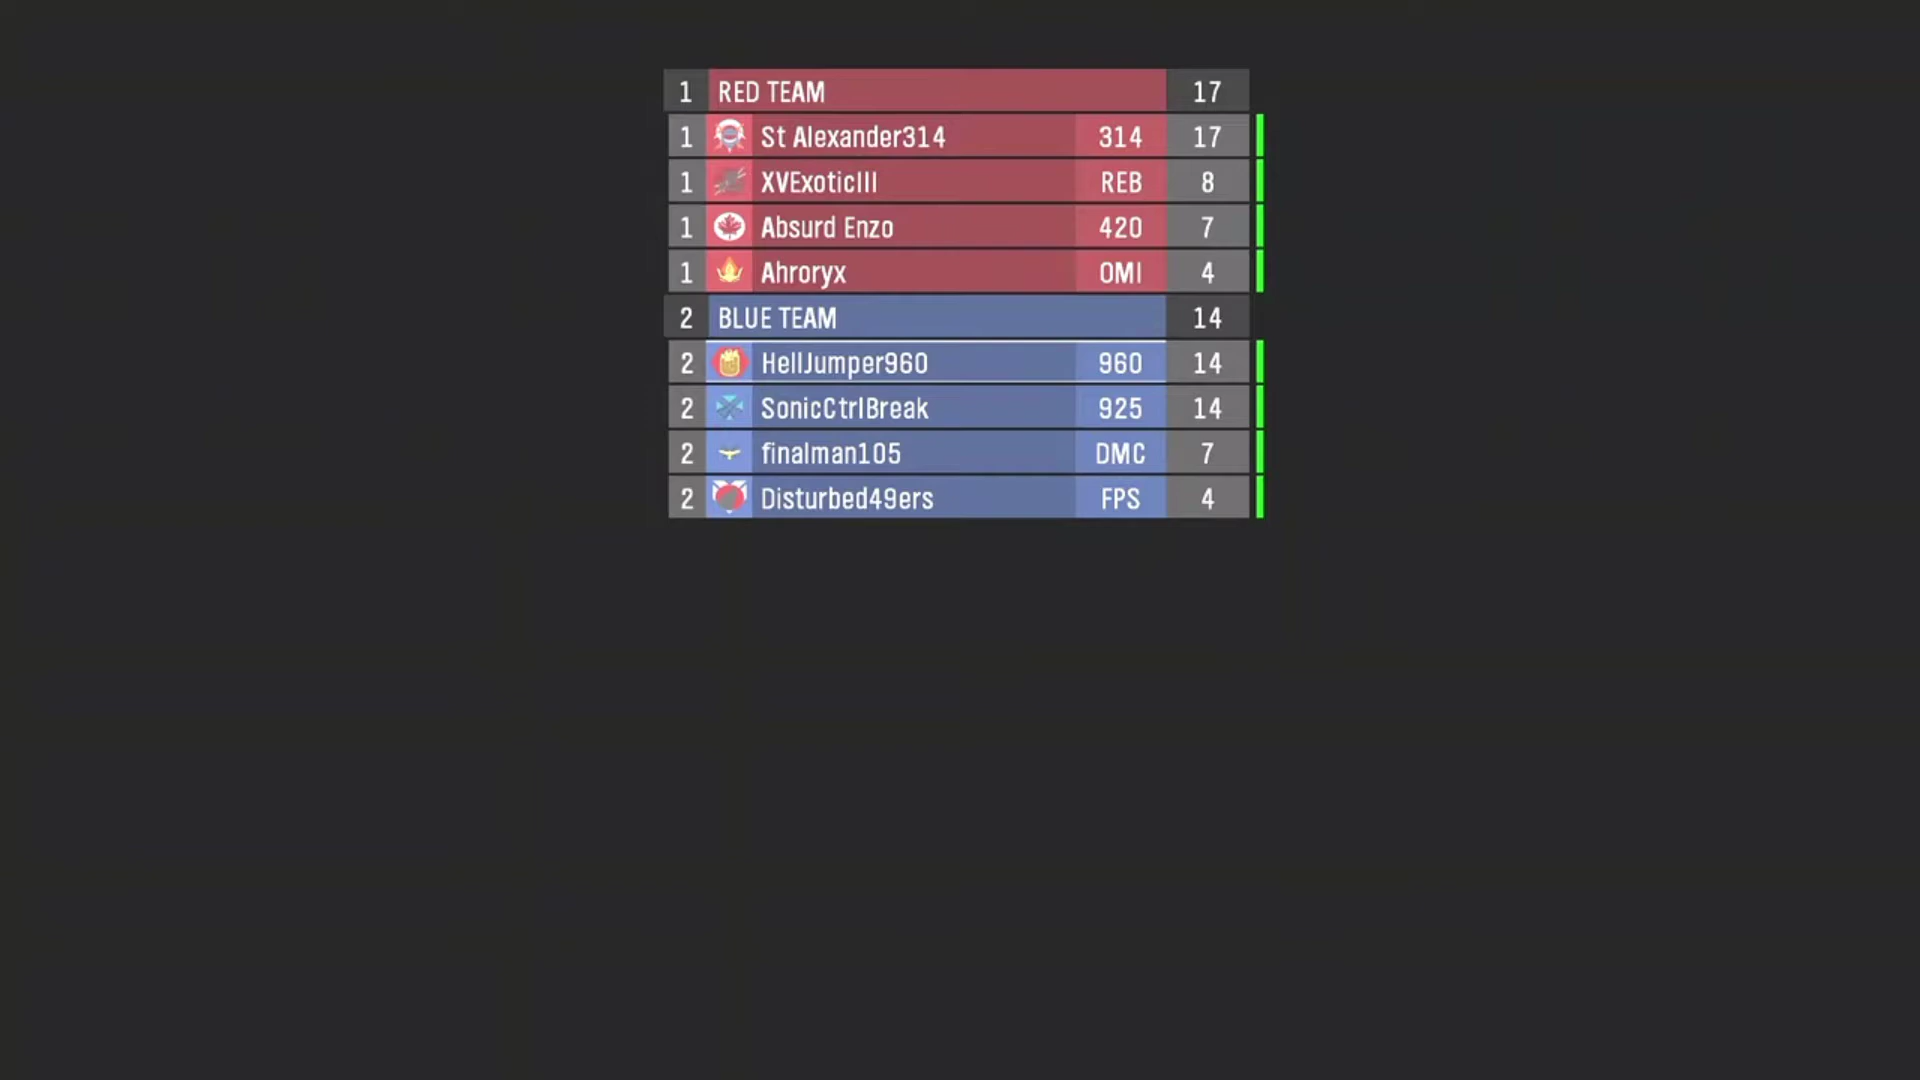 1 RED TEAM 17
1 St Alexander314 314 17
1 XVExoticIII REB 8
1 Absurd Enzo 420 7
1 Ahroryx OMI 4
2 BLUE TEAM 14
2 HellJumper960 960 14
2 SonicCtrlBreak 925 14
2 finalman105 DMC 7
2 Disturbed49ers FPS 4